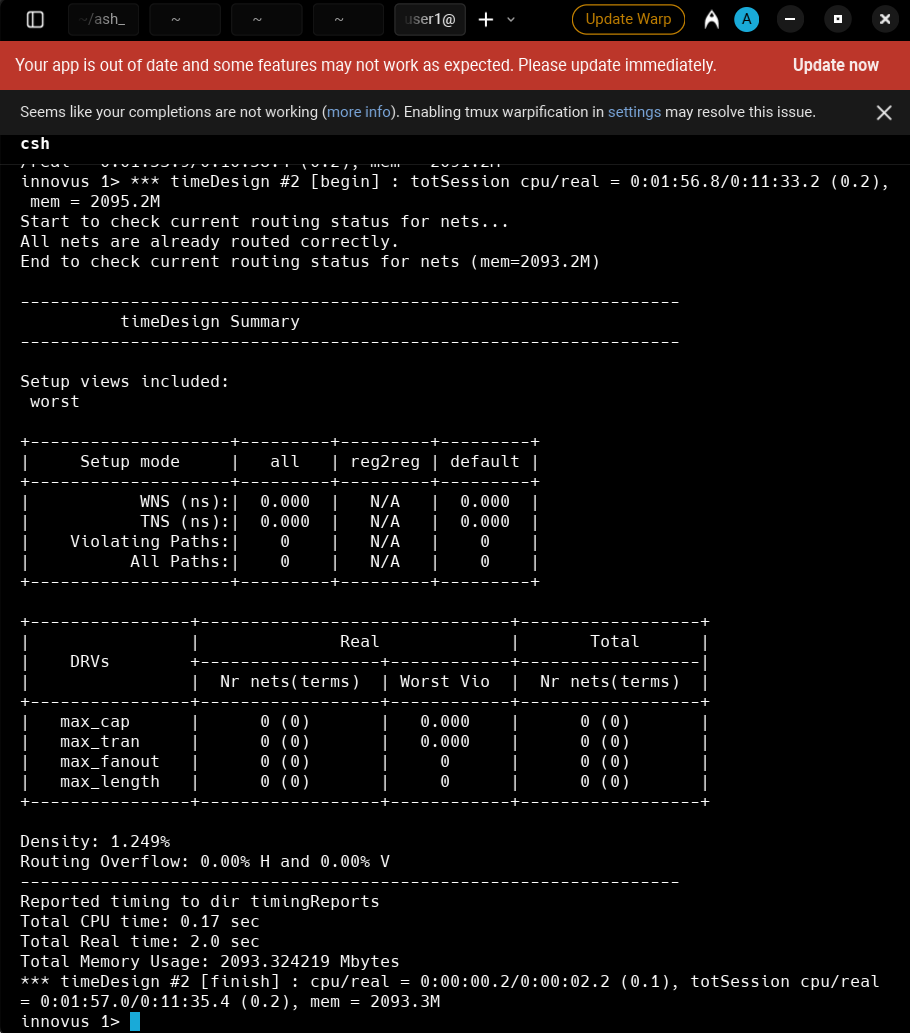 ~/ash_
~
~
~
user1@
Update Warp
A
Your app is out of date and some features may not work as expected. Please update immediately.
Update now
Seems like your completions are not working (more info). Enabling tmux warpification in settings may resolve this issue.
csh
innovus 1> *** timeDesign #2 [begin] : totSession cpu/real = 0:01:56.8/0:11:33.2 (0.2),
 mem = 2095.2M
Start to check current routing status for nets...
All nets are already routed correctly.
End to check current routing status for nets (mem=2093.2M)
------------------------------------------------------------------
          timeDesign Summary
------------------------------------------------------------------
Setup views included:
 worst
+--------------------+---------+---------+---------+
|     Setup mode     |   all   | reg2reg | default |
+--------------------+---------+---------+---------+
|           WNS (ns):|  0.000  |   N/A   |  0.000  |
|           TNS (ns):|  0.000  |   N/A   |  0.000  |
|    Violating Paths:|    0    |   N/A   |    0    |
|          All Paths:|    0    |   N/A   |    0    |
+--------------------+---------+---------+---------+
+----------------+-------------------------------+------------------+
|                |              Real             |       Total      |
|    DRVs        +------------------+------------+------------------|
|                |  Nr nets(terms)  | Worst Vio  |  Nr nets(terms)  |
+----------------+------------------+------------+------------------+
|   max_cap      |      0 (0)       |   0.000    |      0 (0)       |
|   max_tran     |      0 (0)       |   0.000    |      0 (0)       |
|   max_fanout   |      0 (0)       |     0      |      0 (0)       |
|   max_length   |      0 (0)       |     0      |      0 (0)       |
+----------------+------------------+------------+------------------+
Density: 1.249%
Routing Overflow: 0.00% H and 0.00% V
------------------------------------------------------------------
Reported timing to dir timingReports
Total CPU time: 0.17 sec
Total Real time: 2.0 sec
Total Memory Usage: 2093.324219 Mbytes
*** timeDesign #2 [finish] : cpu/real = 0:00:00.2/0:00:02.2 (0.1), totSession cpu/real
= 0:01:57.0/0:11:35.4 (0.2), mem = 2093.3M
innovus 1>